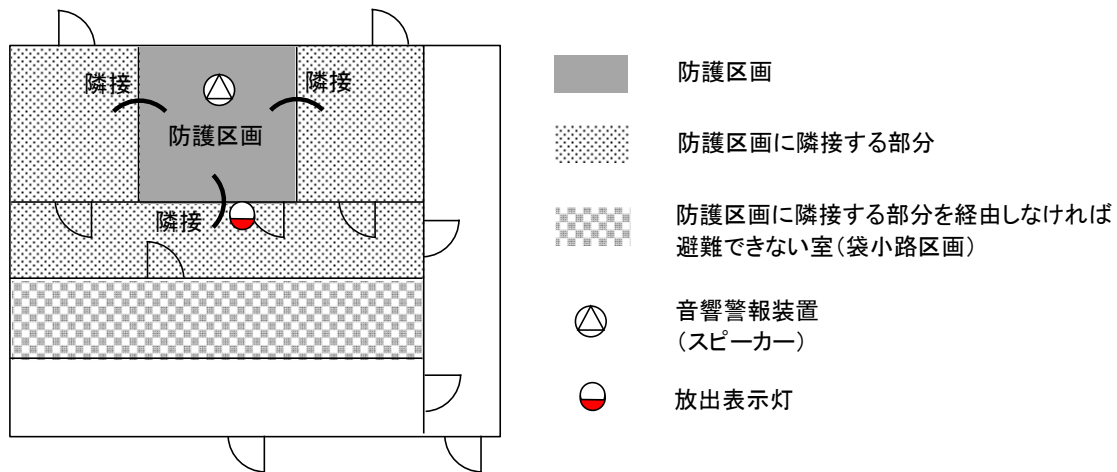 隣接
隣接
防護区画
隣接
防護区画
防護区画に隣接する部分
防護区画に隣接する部分を経由しなければ
避難できない室（袋小路区画）
音響警報装置
（スピーカー）
放出表示灯